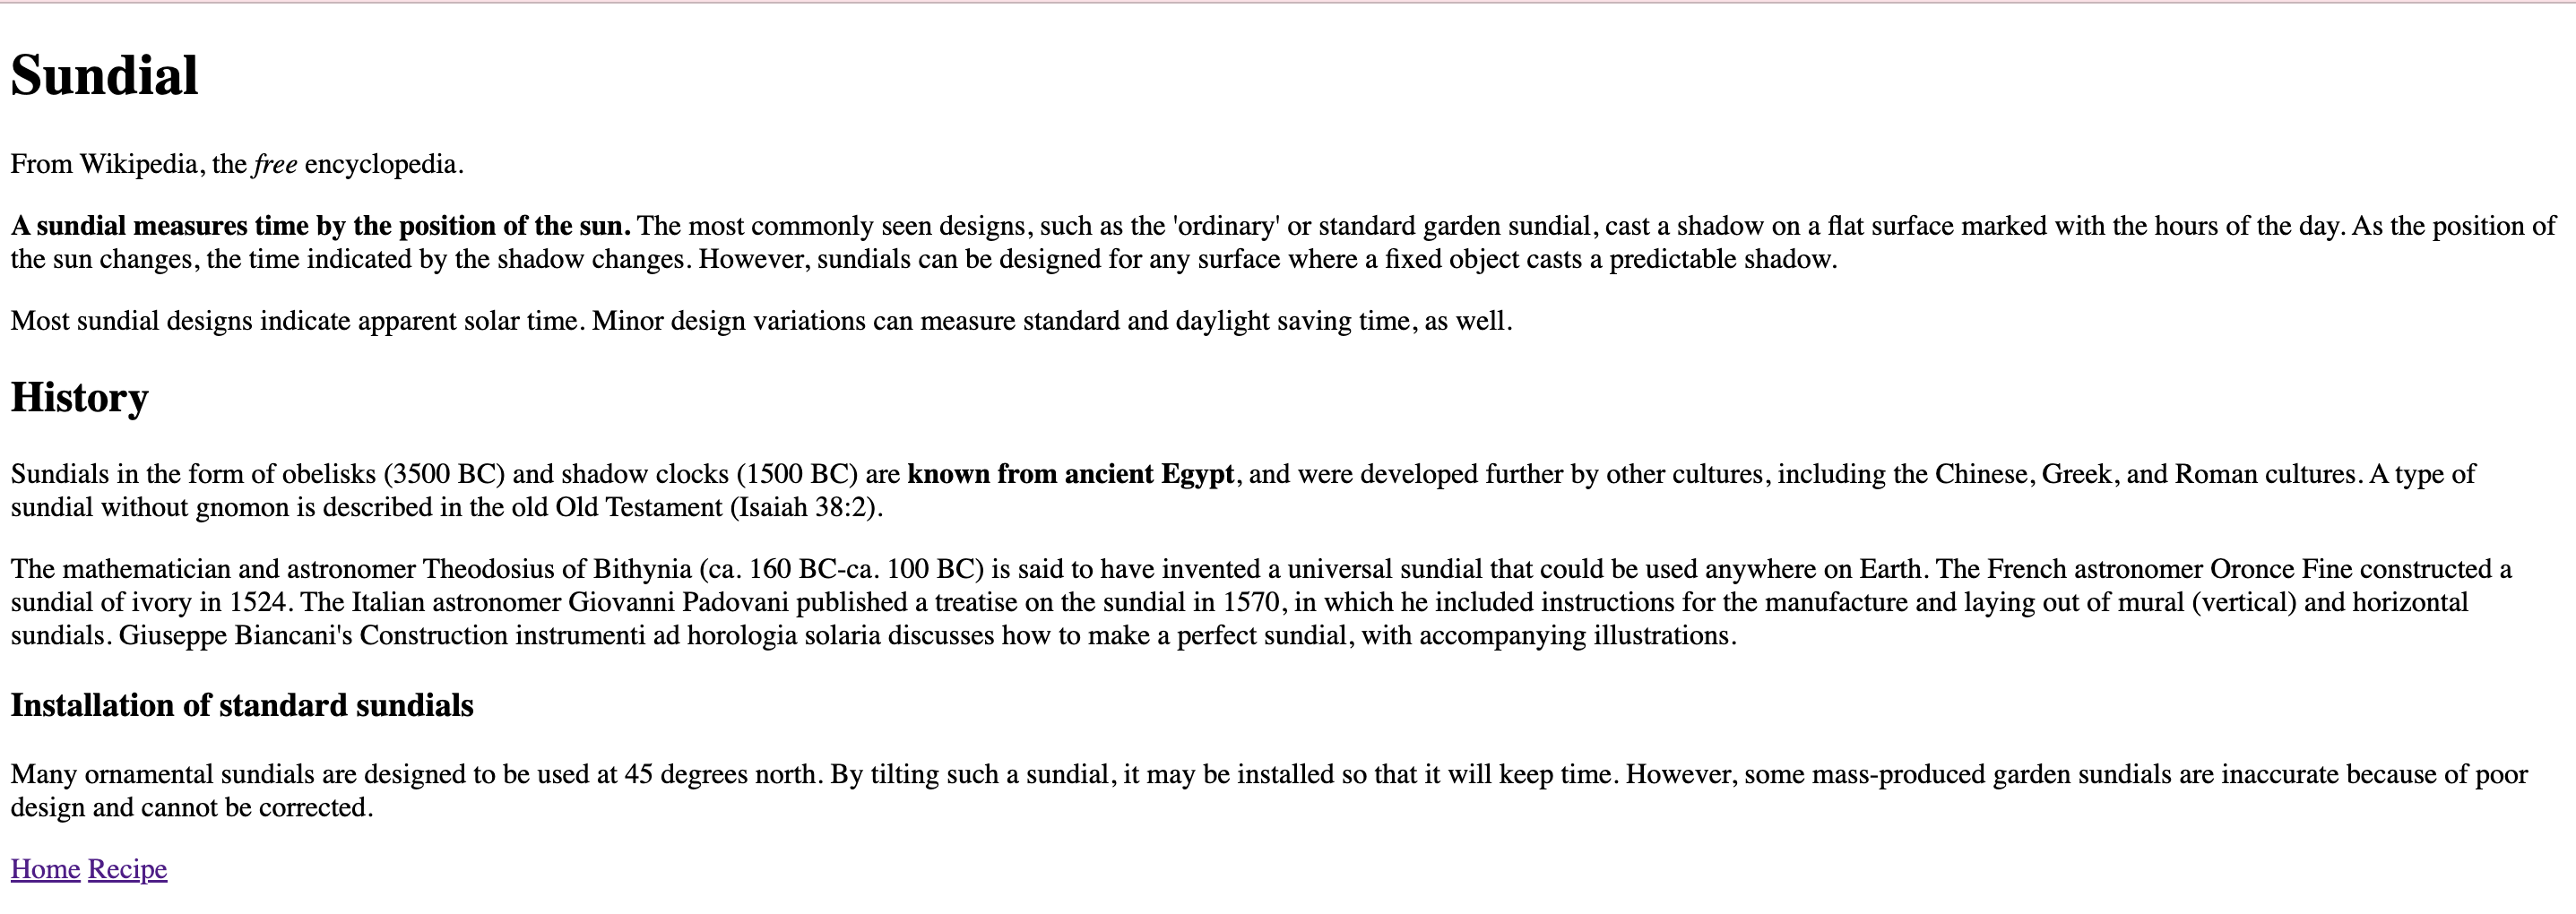 Sundial
From Wikipedia, the free encyclopedia.
A sundial measures time by the position of the sun. The most commonly seen designs, such as the 'ordinary' or standard garden sundial, cast a shadow on a flat surface marked with the hours of the day. As the position of
the sun changes, the time indicated by the shadow changes. However, sundials can be designed for any surface where a fixed object casts a predictable shadow.
Most sundial designs indicate apparent solar time. Minor design variations can measure standard and daylight saving time, as well.
History
Sundials in the form of obelisks (3500 BC) and shadow clocks (1500 BC) are known from ancient Egypt, and were developed further by other cultures, including the Chinese, Greek, and Roman cultures. A type of
sundial without gnomon is described in the old Old Testament (Isaiah 38:2).
The mathematician and astronomer Theodosius of Bithynia (ca. 160 BC-ca. 100 BC) is said to have invented a universal sundial that could be used anywhere on Earth. The French astronomer Oronce Fine constructed a
sundial of ivory in 1524. The Italian astronomer Giovanni Padovani published a treatise on the sundial in 1570, in which he included instructions for the manufacture and laying out of mural (vertical) and horizontal
sundials. Giuseppe Biancani's Construction instrumenti ad horologia solaria discusses how to make a perfect sundial, with accompanying illustrations.
Installation of standard sundials
Many ornamental sundials are designed to be used at 45 degrees north. By tilting such a sundial, it may be installed so that it will keep time. However, some mass-produced garden sundials are inaccurate because of poor
design and cannot be corrected.
Home Recipe